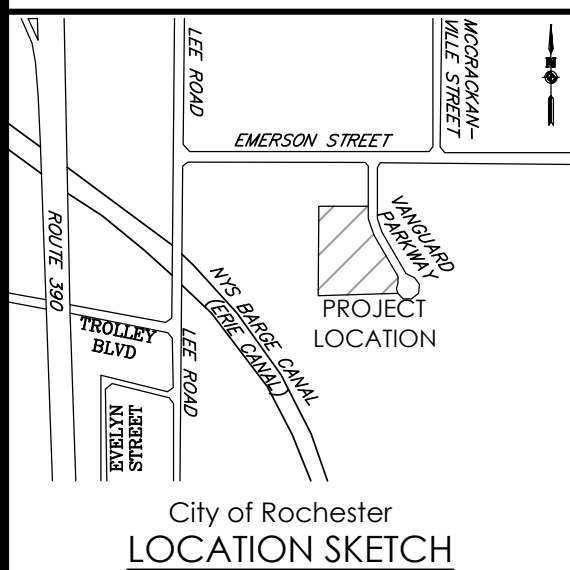 LEE ROAD
MCCRACKAN-
VILLE STREET
N
EMERSON STREET
VANGUARD
PARKWAY
ROUTE 390
NYS BARGE CANAL
(ERIE CANAL)
PROJECT
LOCATION
TROLLEY
BLVD
LEE ROAD
EVELYN
STREET
City of Rochester
LOCATION SKETCH